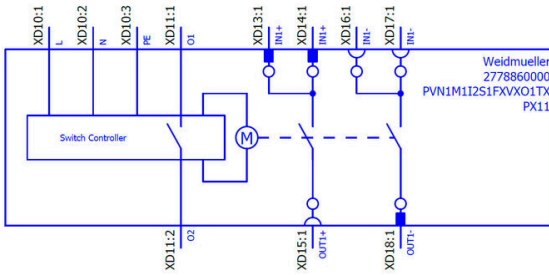 XD10:1
L
XD10:2
N
XD10:3
PE
XD11:1
O1
XD13:1
IN1+
XD14:1
IN1+
XD16:1
IN1-
XD17:1
IN1-
Weidmueller
2778860000
PVN1M1I2S1FXVXO1TX
PX11
Switch Controller
M
XD11:2
O2
XD15:1
OUT1+
XD18:1
OUT1-